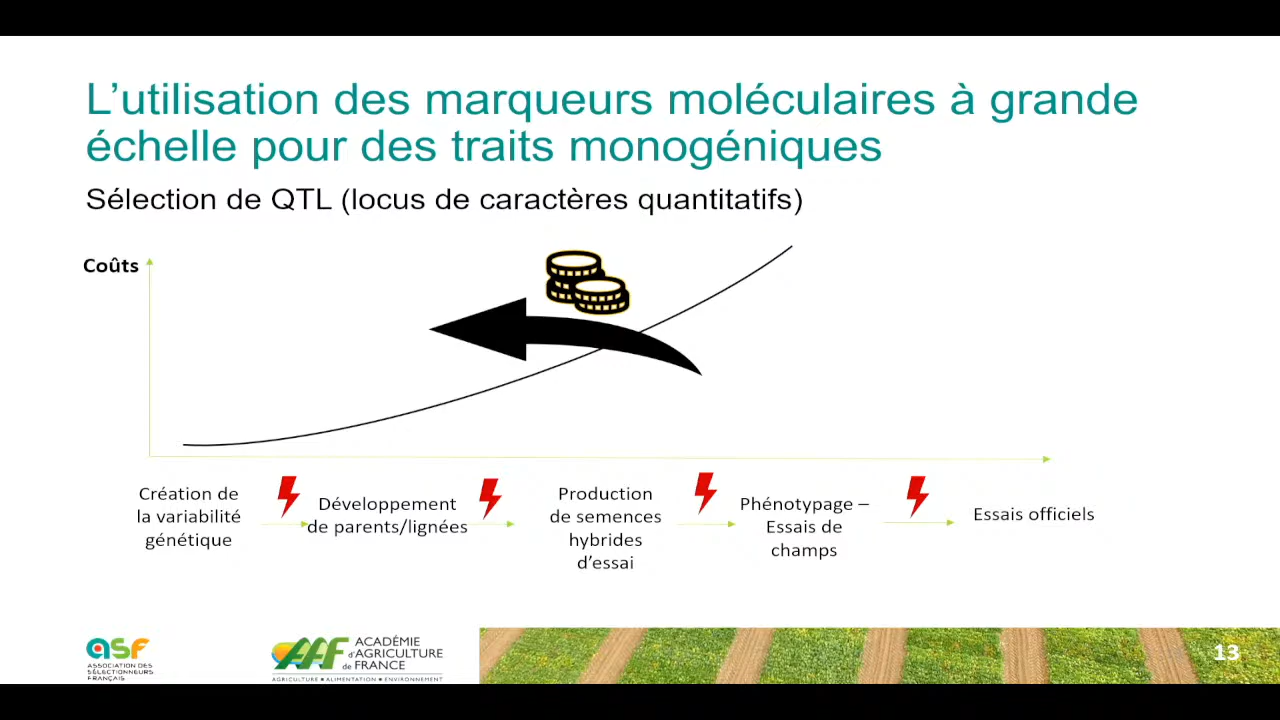 L’utilisation des marqueurs moléculaires à grande
échelle pour des traits monogéniques
Sélection de QTL (locus de caractères quantitatifs)
Coûts
Création de
la variabilité
génétique
Développement
de parents/lignées
Production
de semences
hybrides
d’essai
Phénotypage –
Essais de
champs
Essais officiels
asf
ASSOCIATION DES
SÉLECTIONNEURS
FRANÇAIS
AAF
ACADÉMIE
d'AGRICULTURE
de FRANCE
AGRICULTURE • ALIMENTATION • ENVIRONNEMENT
13